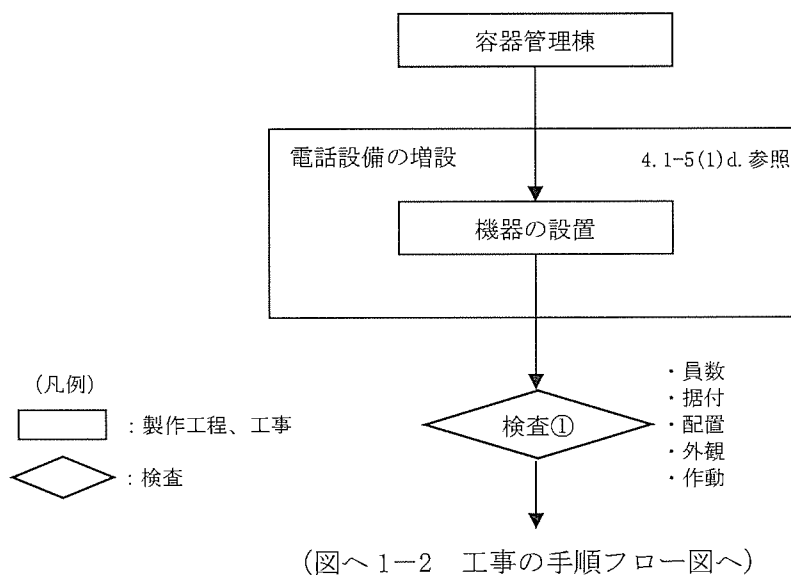 容器管理棟
電話設備の増設
4.1-5(1)d.参照
機器の設置
検査①
・員数
・据付
・配置
・外観
・作動
(凡例)
：製作工程、工事
：検査
(図へ1-2 工事の手順フロー図へ)